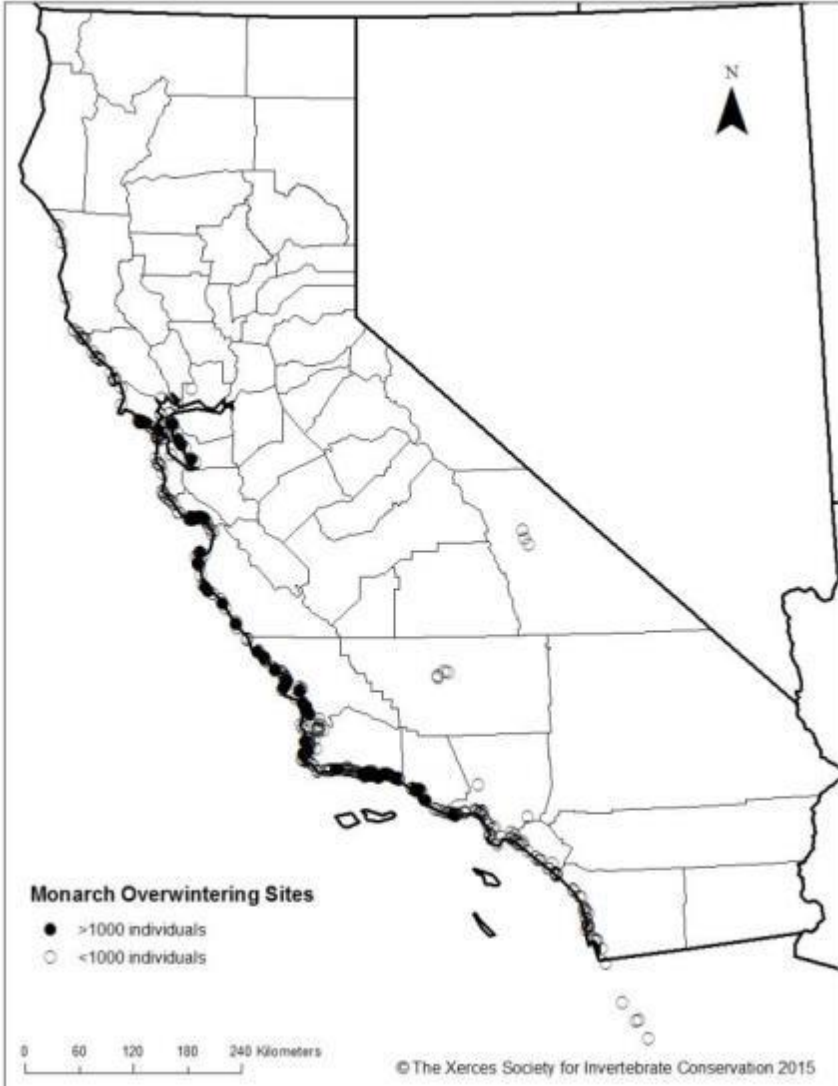 N
Monarch Overwintering Sites
>1000 individuals
<1000 individuals
0 60 120 180 240 Kilometers
© The Xerces Society for Invertebrate Conservation 2015